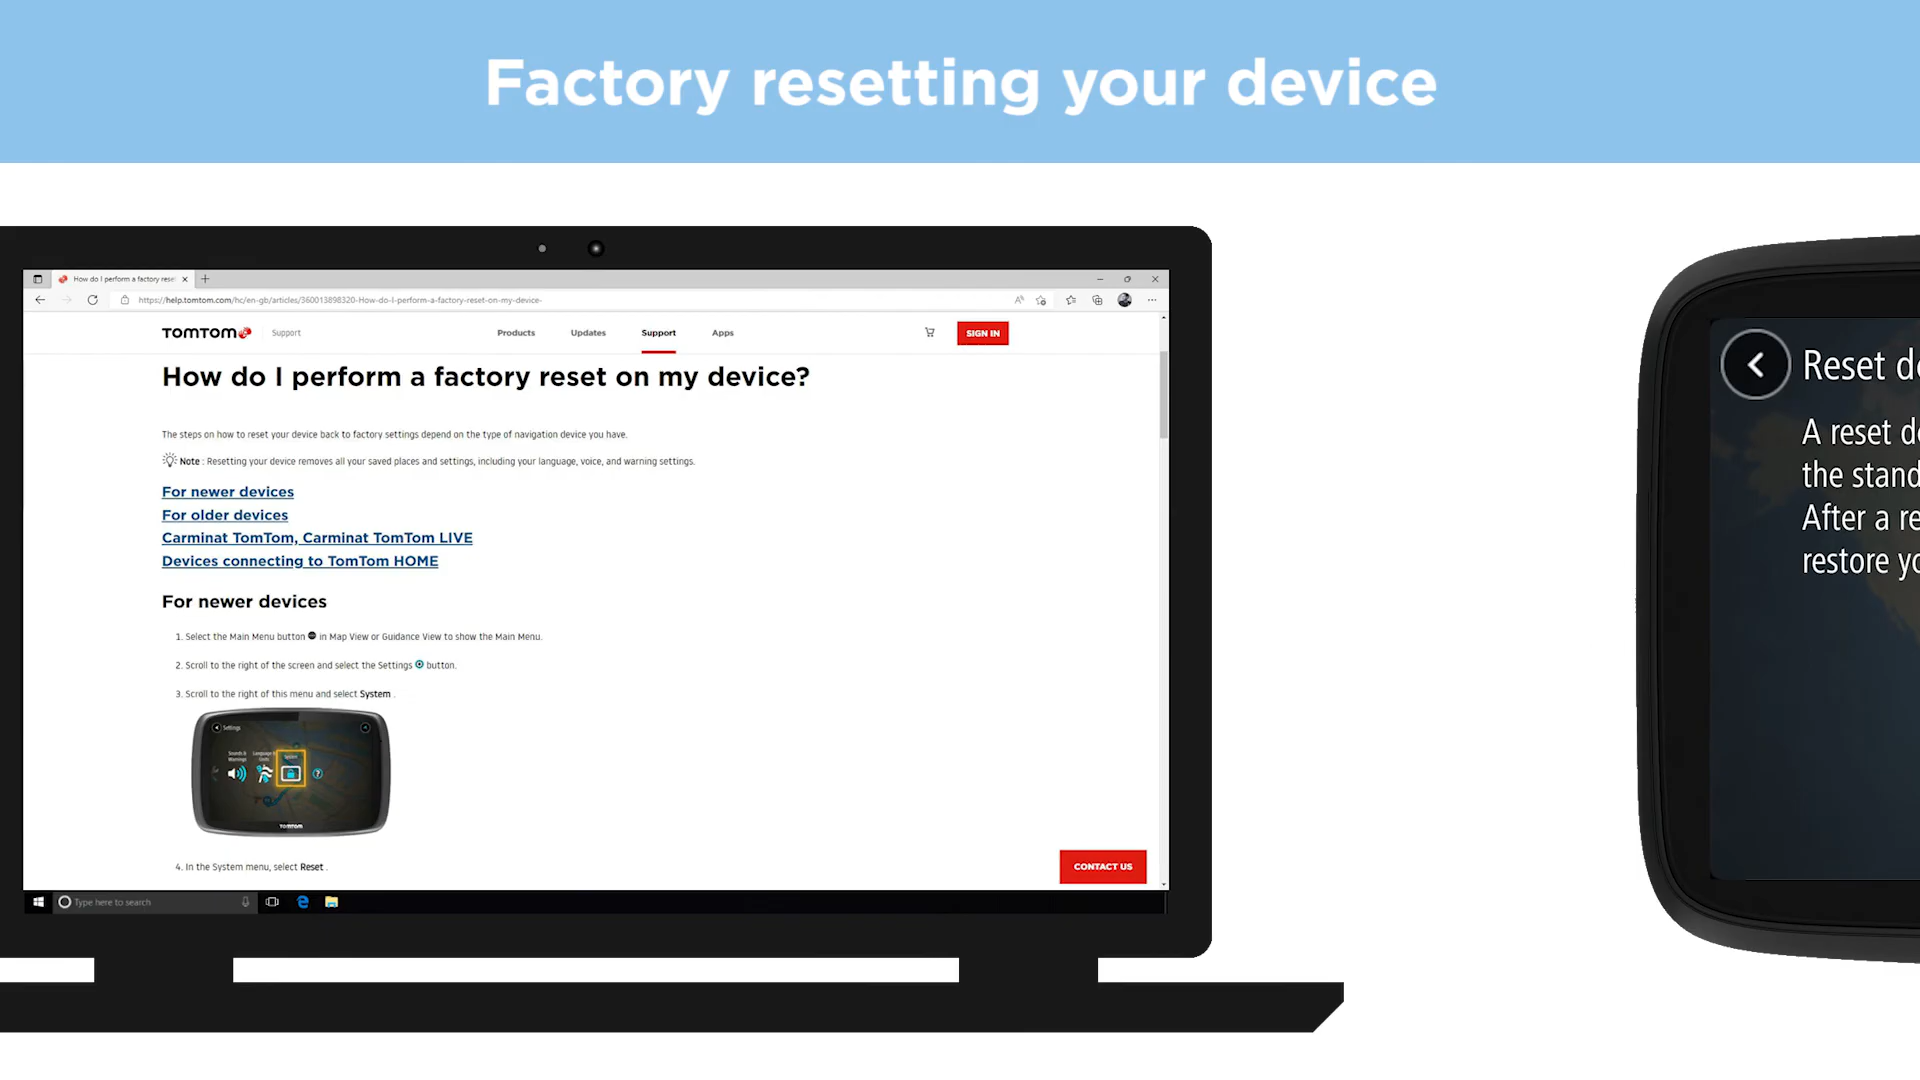 Factory resetting your device
How do I perform a factory rese
https://help.tomtom.com/hc/en-gb/articles/360013898320-How-do-I-perform-a-factory-reset-on-my-device-
TOMTOM Support Products Updates Support Apps SIGN IN
How do I perform a factory reset on my device?
The steps on how to reset your device back to factory settings depend on the type of navigation device you have.
Note : Resetting your device removes all your saved places and settings, including your language, voice, and warning settings.
For newer devices
For older devices
Carminat TomTom, Carminat TomTom LIVE
Devices connecting to TomTom HOME
For newer devices
1. Select the Main Menu button in Map View or Guidance View to show the Main Menu.
2. Scroll to the right of the screen and select the Settings button.
3. Scroll to the right of this menu and select System .
Settings
Sounds & Warnings
System
TOMTOM
4. In the System menu, select Reset .
CONTACT US
Type here to search
Reset
A reset
the stand
After a re
restore yo